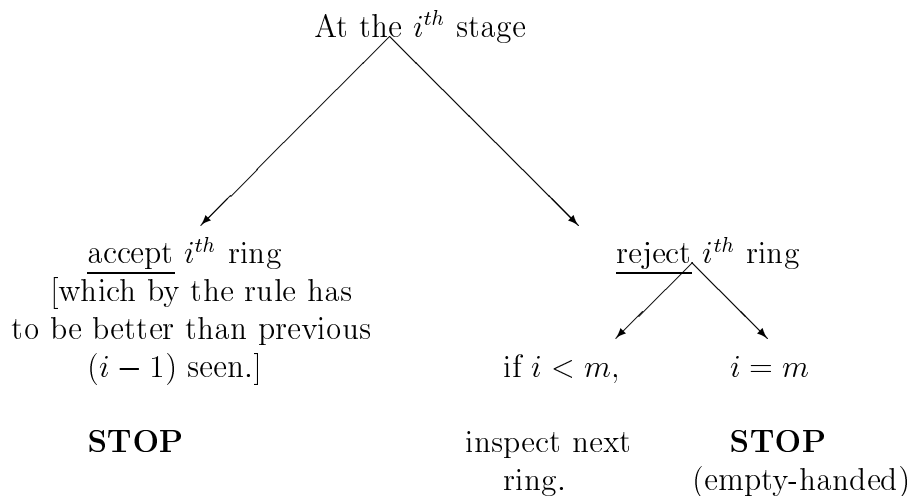 At the i^{th} stage
accept i^{th} ring
[which by the rule has
to be better than previous
(i − 1) seen.]
STOP
reject i^{th} ring
if i < m,
inspect next
ring.
i = m
STOP
(empty-handed)